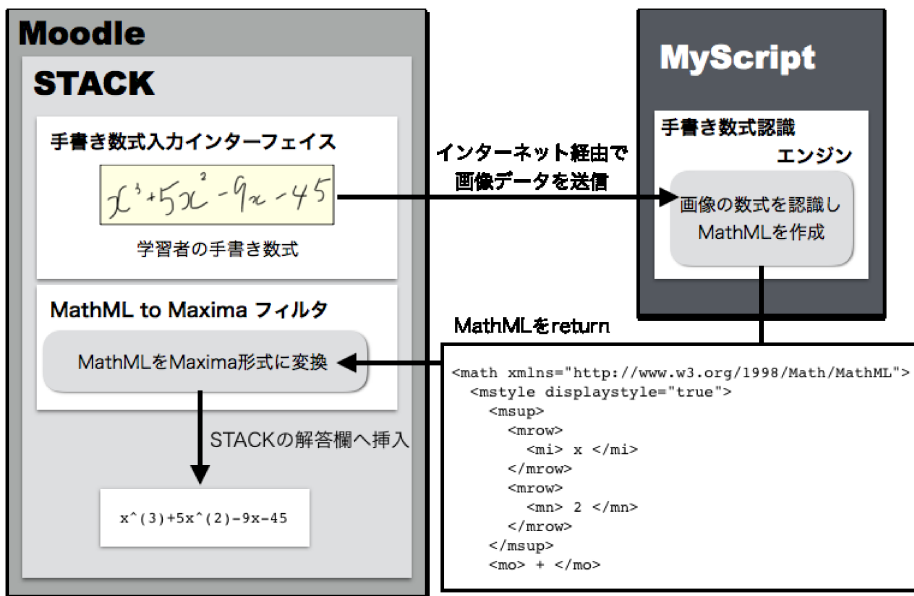 Moodle
STACK
手書き数式入力インターフェイス
x³+5x²-9x-45
学習者の手書き数式
MathML to Maxima フィルタ
MathMLをMaxima形式に変換
STACKの解答欄へ挿入
x^(3)+5x^(2)-9x-45
インターネット経由で
画像データを送信
MyScript
手書き数式認識
エンジン
画像の数式を認識し
MathMLを作成
MathMLをreturn
<math xmlns="http://www.w3.org/1998/Math/MathML">
<mstyle displaystyle="true">
<msup>
<mrow>
<mi> x </mi>
</mrow>
<mrow>
<mn> 2 </mn>
</mrow>
</msup>
<mo> + </mo>